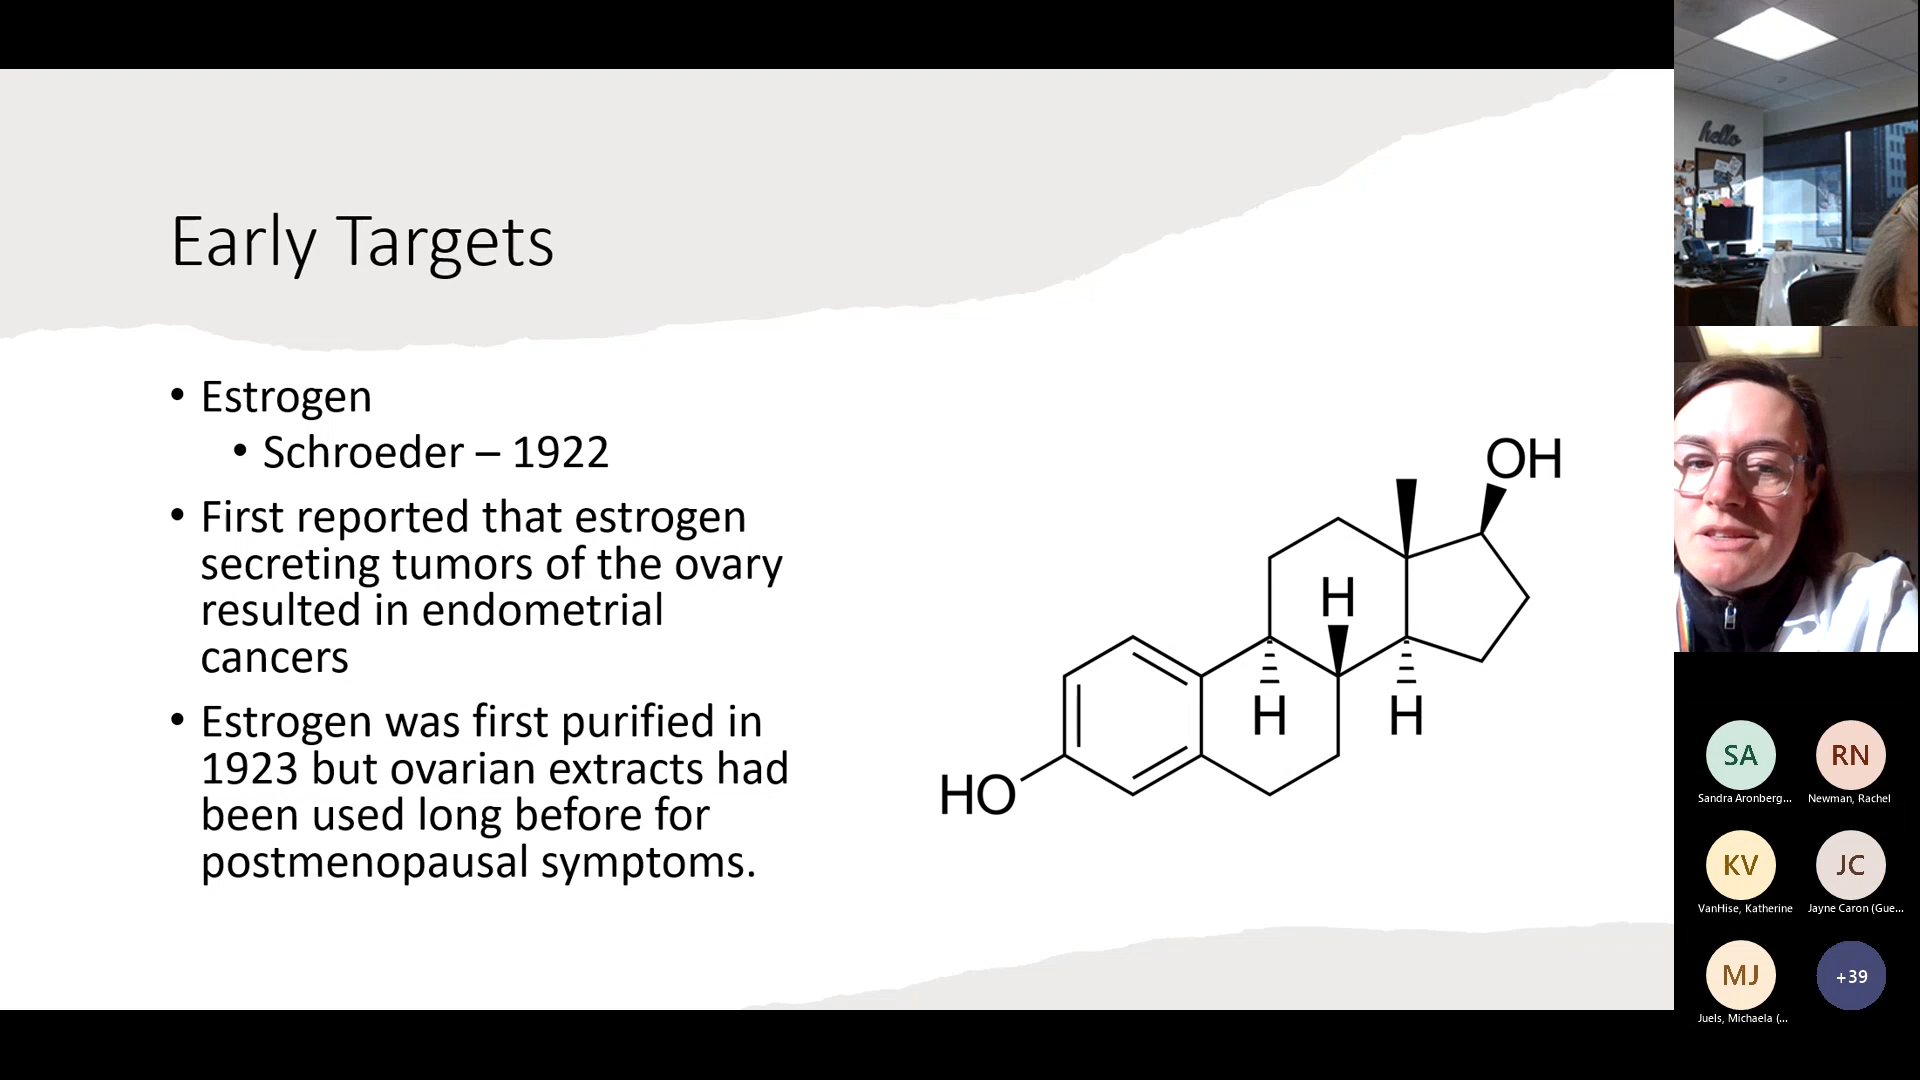 Early Targets
• Estrogen
• Schroeder – 1922
• First reported that estrogen
secreting tumors of the ovary
resulted in endometrial
cancers
• Estrogen was first purified in
1923 but ovarian extracts had
been used long before for
postmenopausal symptoms.
OH
H
H
H
HO
hello
SA
RN
Sandra Aronberg...
Newman, Rachel
KV
JC
VanHise, Katherine
Jayne Caron (Gue...
MJ
+39
Juels, Michaela (...